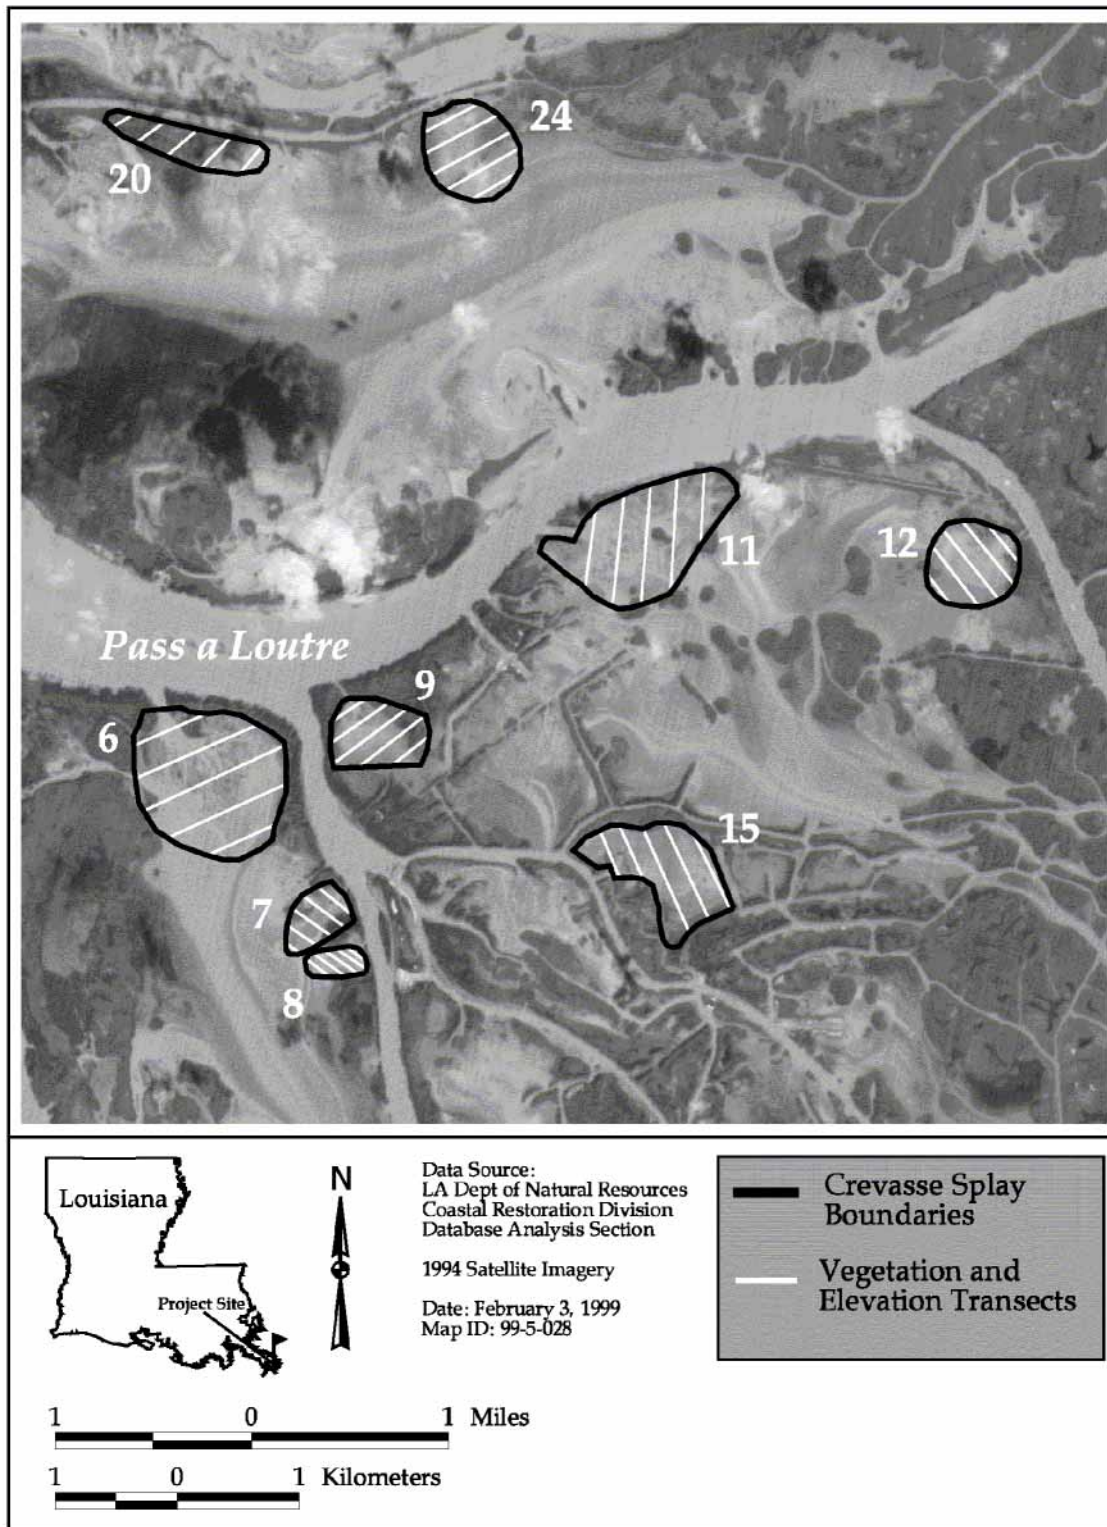 24
20
11
12
Pass a Loutre
9
6
15
7
8
Louisiana
Project Site
N
Data Source:
LA Dept of Natural Resources
Coastal Restoration Division
Database Analysis Section
1994 Satellite Imagery
Date: February 3, 1999
Map ID: 99-5-028
Crevasse Splay
Boundaries
Vegetation and
Elevation Transects
1 0 1 Miles
1 0 1 Kilometers